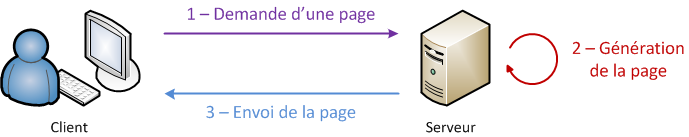 1 – Demande d’une page
2 – Génération
de la page
3 – Envoi de la page
Client
Serveur